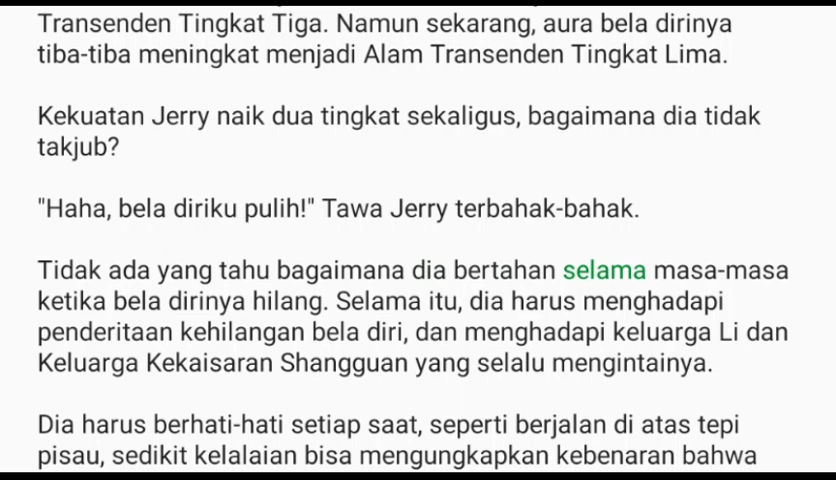 Transenden Tingkat Tiga. Namun sekarang, aura bela dirinya
tiba-tiba meningkat menjadi Alam Transenden Tingkat Lima.
Kekuatan Jerry naik dua tingkat sekaligus, bagaimana dia tidak
takjub?
"Haha, bela diriku pulih!" Tawa Jerry terbahak-bahak.
Tidak ada yang tahu bagaimana dia bertahan selama masa-masa
ketika bela dirinya hilang. Selama itu, dia harus menghadapi
penderitaan kehilangan bela diri, dan menghadapi keluarga Li dan
Keluarga Kekaisaran Shangguan yang selalu mengintainya.
Dia harus berhati-hati setiap saat, seperti berjalan di atas tepi
pisau, sedikit kelalaian bisa mengungkapkan kebenaran bahwa